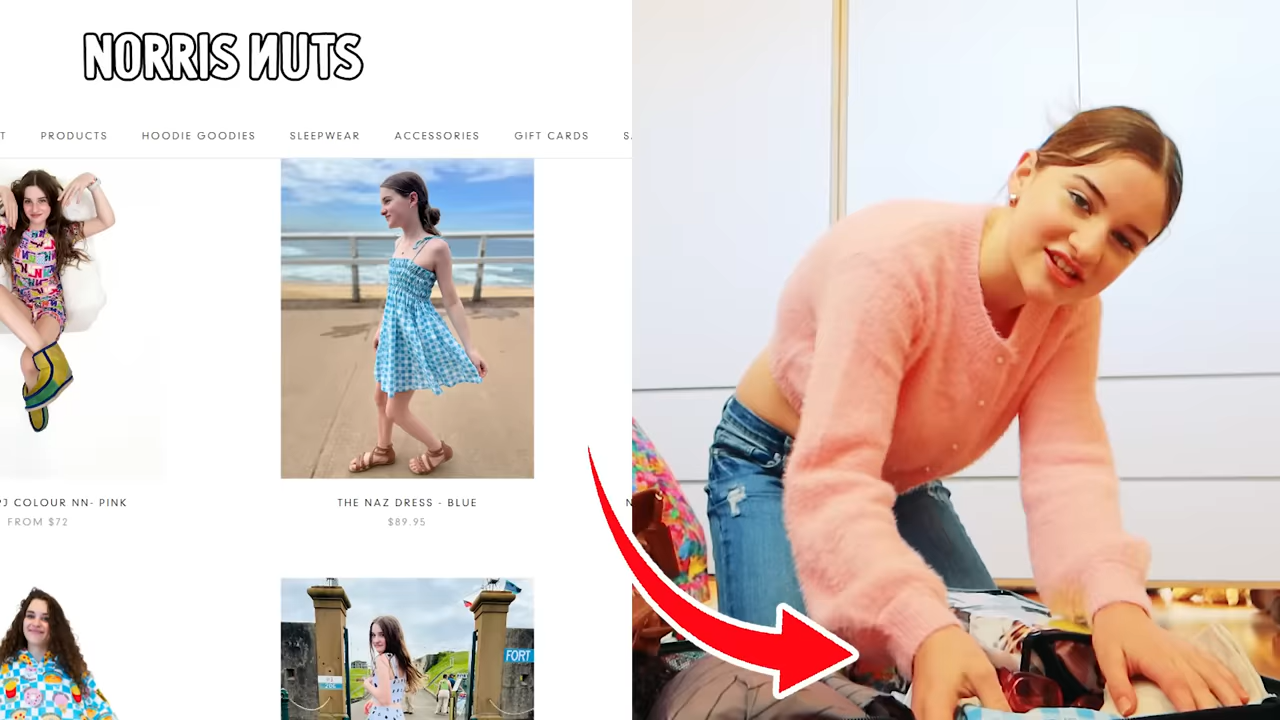 NORRIS NUTS
T PRODUCTS HOODIE GOODIES SLEEPWEAR ACCESSORIES GIFT CARDS S
PJ COLOUR NN- PINK
FROM $72
THE NAZ DRESS - BLUE
$89.95
N
FORT